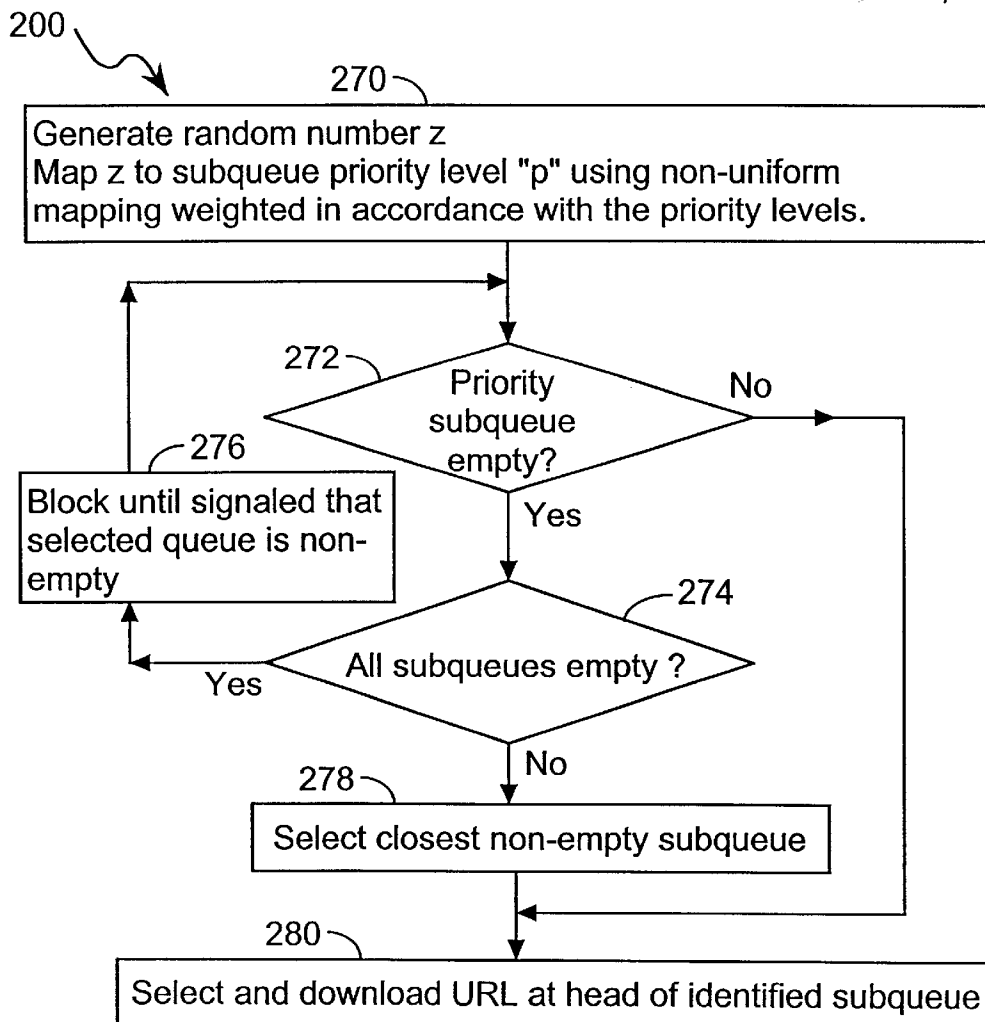 200
270
Generate random number z
Map z to subqueue priority level "p" using non-uniform
mapping weighted in accordance with the priority levels.
272
Priority
subqueue
empty?
No
Yes
276
Block until signaled that
selected queue is non-
empty
274
All subqueues empty ?
Yes
No
278
Select closest non-empty subqueue
280
Select and download URL at head of identified subqueue